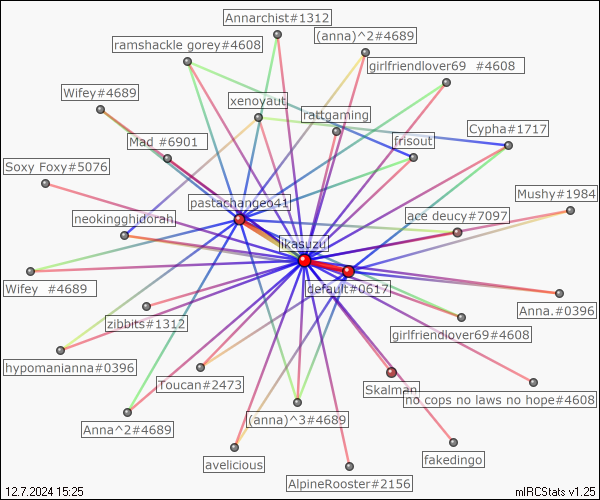 Annarchist#1312
(anna)^2#4689
ramshackle gorey#4608
girlfriendlover69 #4608
Wifey#4689
xenoyaut
rattgaming
Cypha#1717
Mad #6901
frisout
Soxy Foxy#5076
Mushy#1984
pastachange641
ace deucy#7097
neokingghidorah
ikasuzu
default#0617
Wifey #4689
Anna.#0396
zibbits#1312
girlfriendlover69#4608
hypomanianna#0396
Toucan#2473
Skalman
no cops no laws no hope#4608
(anna)^3#4689
Anna^2#4689
avelicious
fakedingo
AlpineRooster#2156
12.7.2024 15:25
mIRCStats v1.25